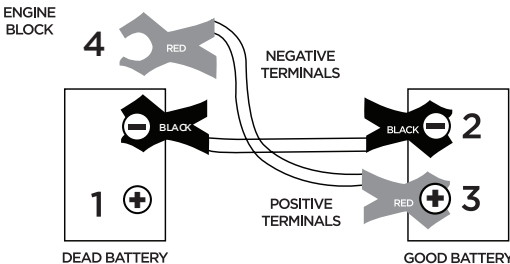 ENGINE
BLOCK
4
RED
NEGATIVE
TERMINALS
BLACK
BLACK
2
1
POSITIVE
TERMINALS
RED
3
DEAD BATTERY
GOOD BATTERY